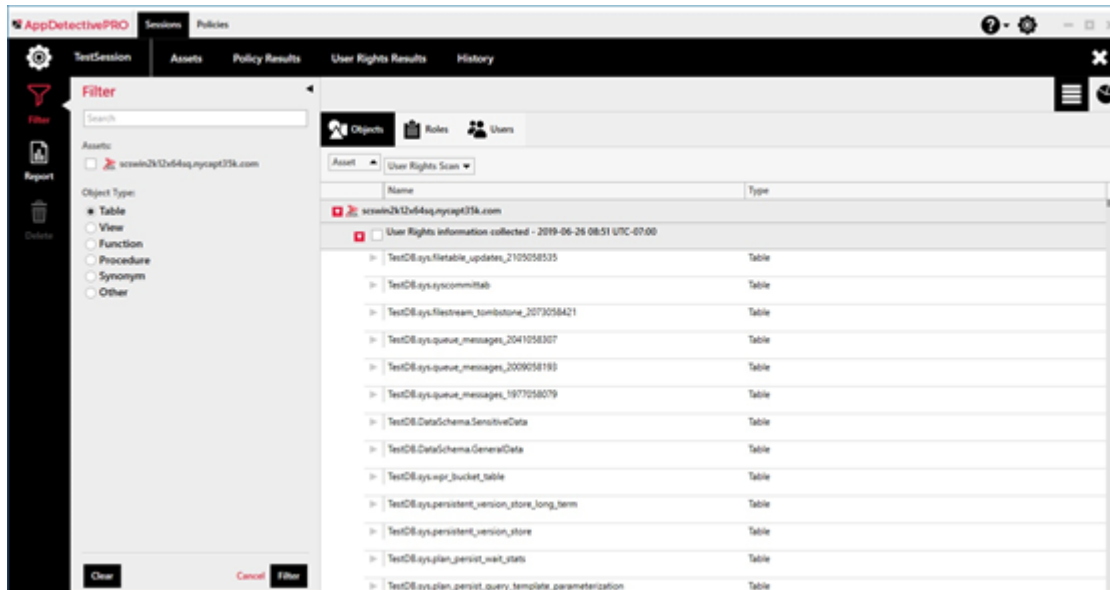 AppDetectivePRO Sessions Policies
TestSession Assets Policy Results User Rights Results History
Filter
Report
Delete
Filter
Search
Assets:
scswin2k12x64sq.nycapt35k.com
Object Type:
Table
View
Function
Procedure
Synonym
Other
Clear Cancel Filter
Objects Roles Users
Asset User Rights Scan
Name Type
scswin2k12x64sq.nycapt35k.com
User Rights information collected - 2019-06-26 08:51 UTC-07:00
TestDB.sys.filetable_updates_2105058535 Table
TestDB.sys.syscommittab Table
TestDB.sys.filestream_tombstone_2073058421 Table
TestDB.sys.queue_messages_2041058307 Table
TestDB.sys.queue_messages_2009058193 Table
TestDB.sys.queue_messages_1977058079 Table
TestDB.DataSchema.SensitiveData Table
TestDB.DataSchema.GeneralData Table
TestDB.sys.wpr_bucket_table Table
TestDB.sys.persistent_version_store_long_term Table
TestDB.sys.persistent_version_store Table
TestDB.sys.plan_persist_wait_stats Table
TestDB.sys.plan_persist_query_template_parameterization Table